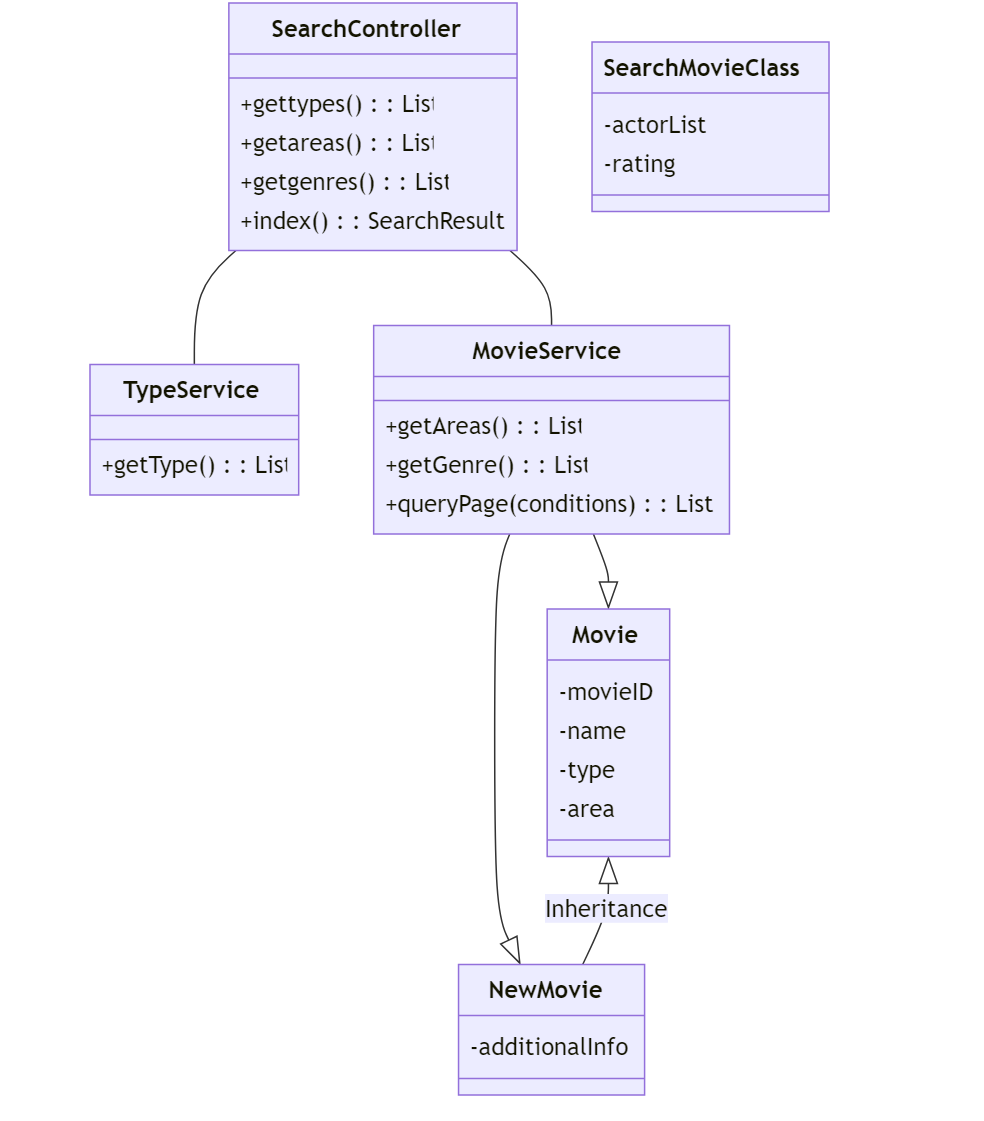 SearchController
+gettypes() : : List
+getareas() : : List
+getgenres() : : List
+index() : : SearchResult
SearchMovieClass
-actorList
-rating
TypeService
+getType() : : List
MovieService
+getAreas() : : List
+getGenre() : : List
+queryPage(conditions) : : List
Movie
-movieID
-name
-type
-area
Inheritance
NewMovie
-additionalInfo